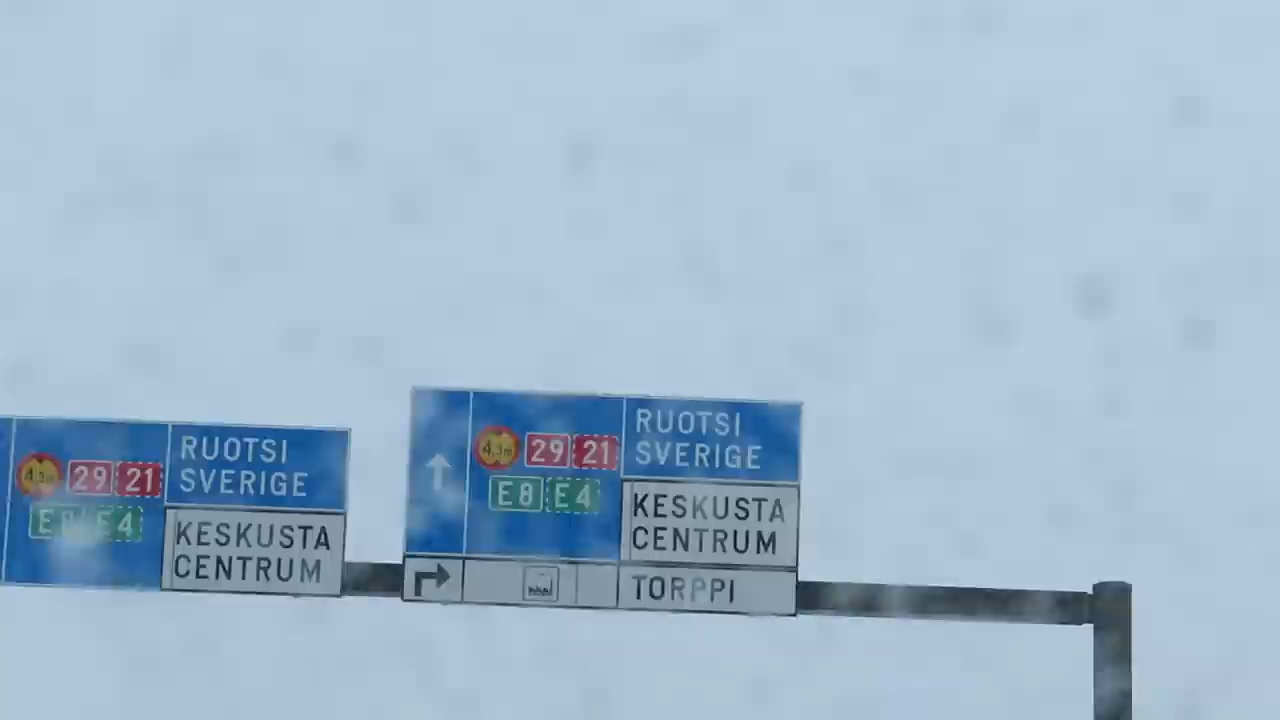 RUOTSI
SVERIGE
4,3m 29 21
E8 E4
KESKUSTA
CENTRUM
RUOTSI
SVERIGE
4,3m 29 21
E8 E4
KESKUSTA
CENTRUM
TORPPI